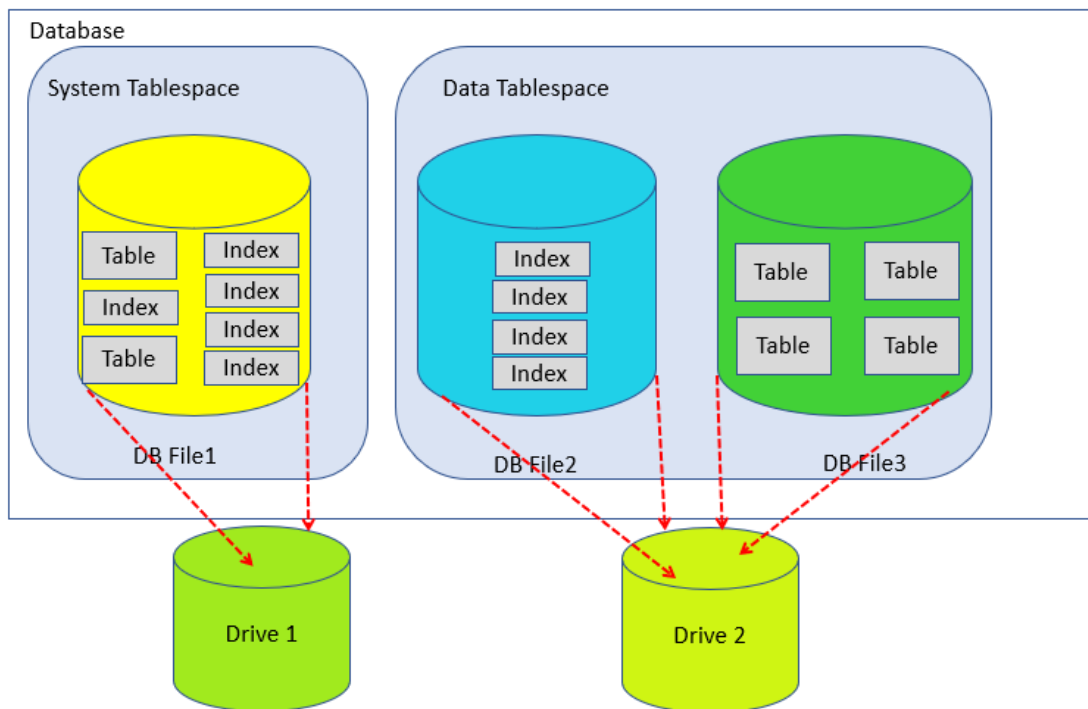 Database
System Tablespace
Table
Index
Table
Index
Index
Index
Index
DB File1
Data Tablespace
Index
Index
Index
Index
DB File2
Table
Table
Table
Table
DB File3
Drive 1
Drive 2